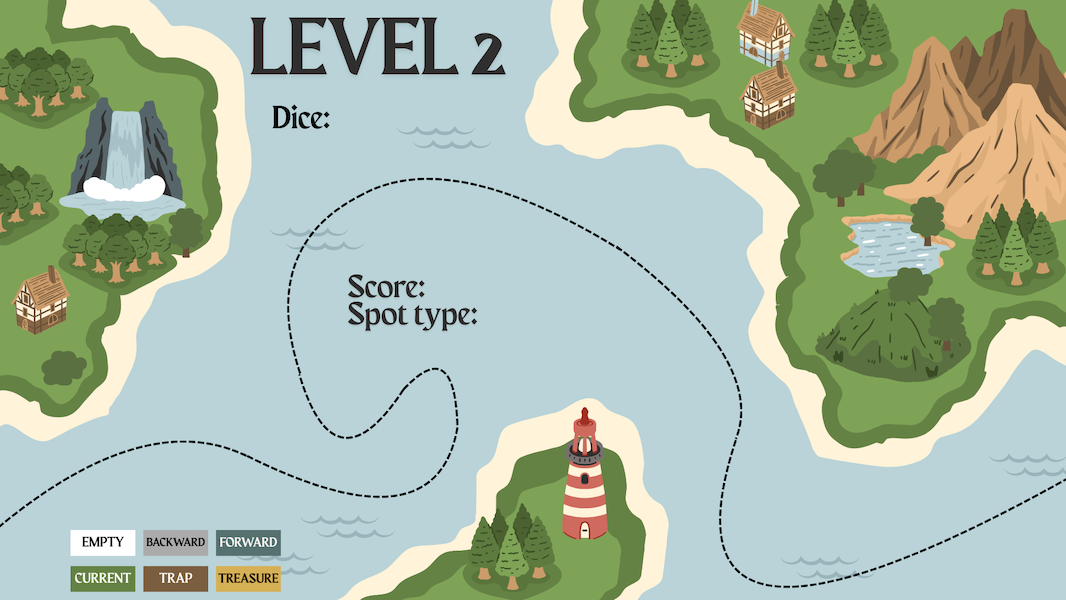 LEVEL 2
Dice:
Score:
Spot type:
EMPTY BACKWARD FORWARD
CURRENT TRAP TREASURE